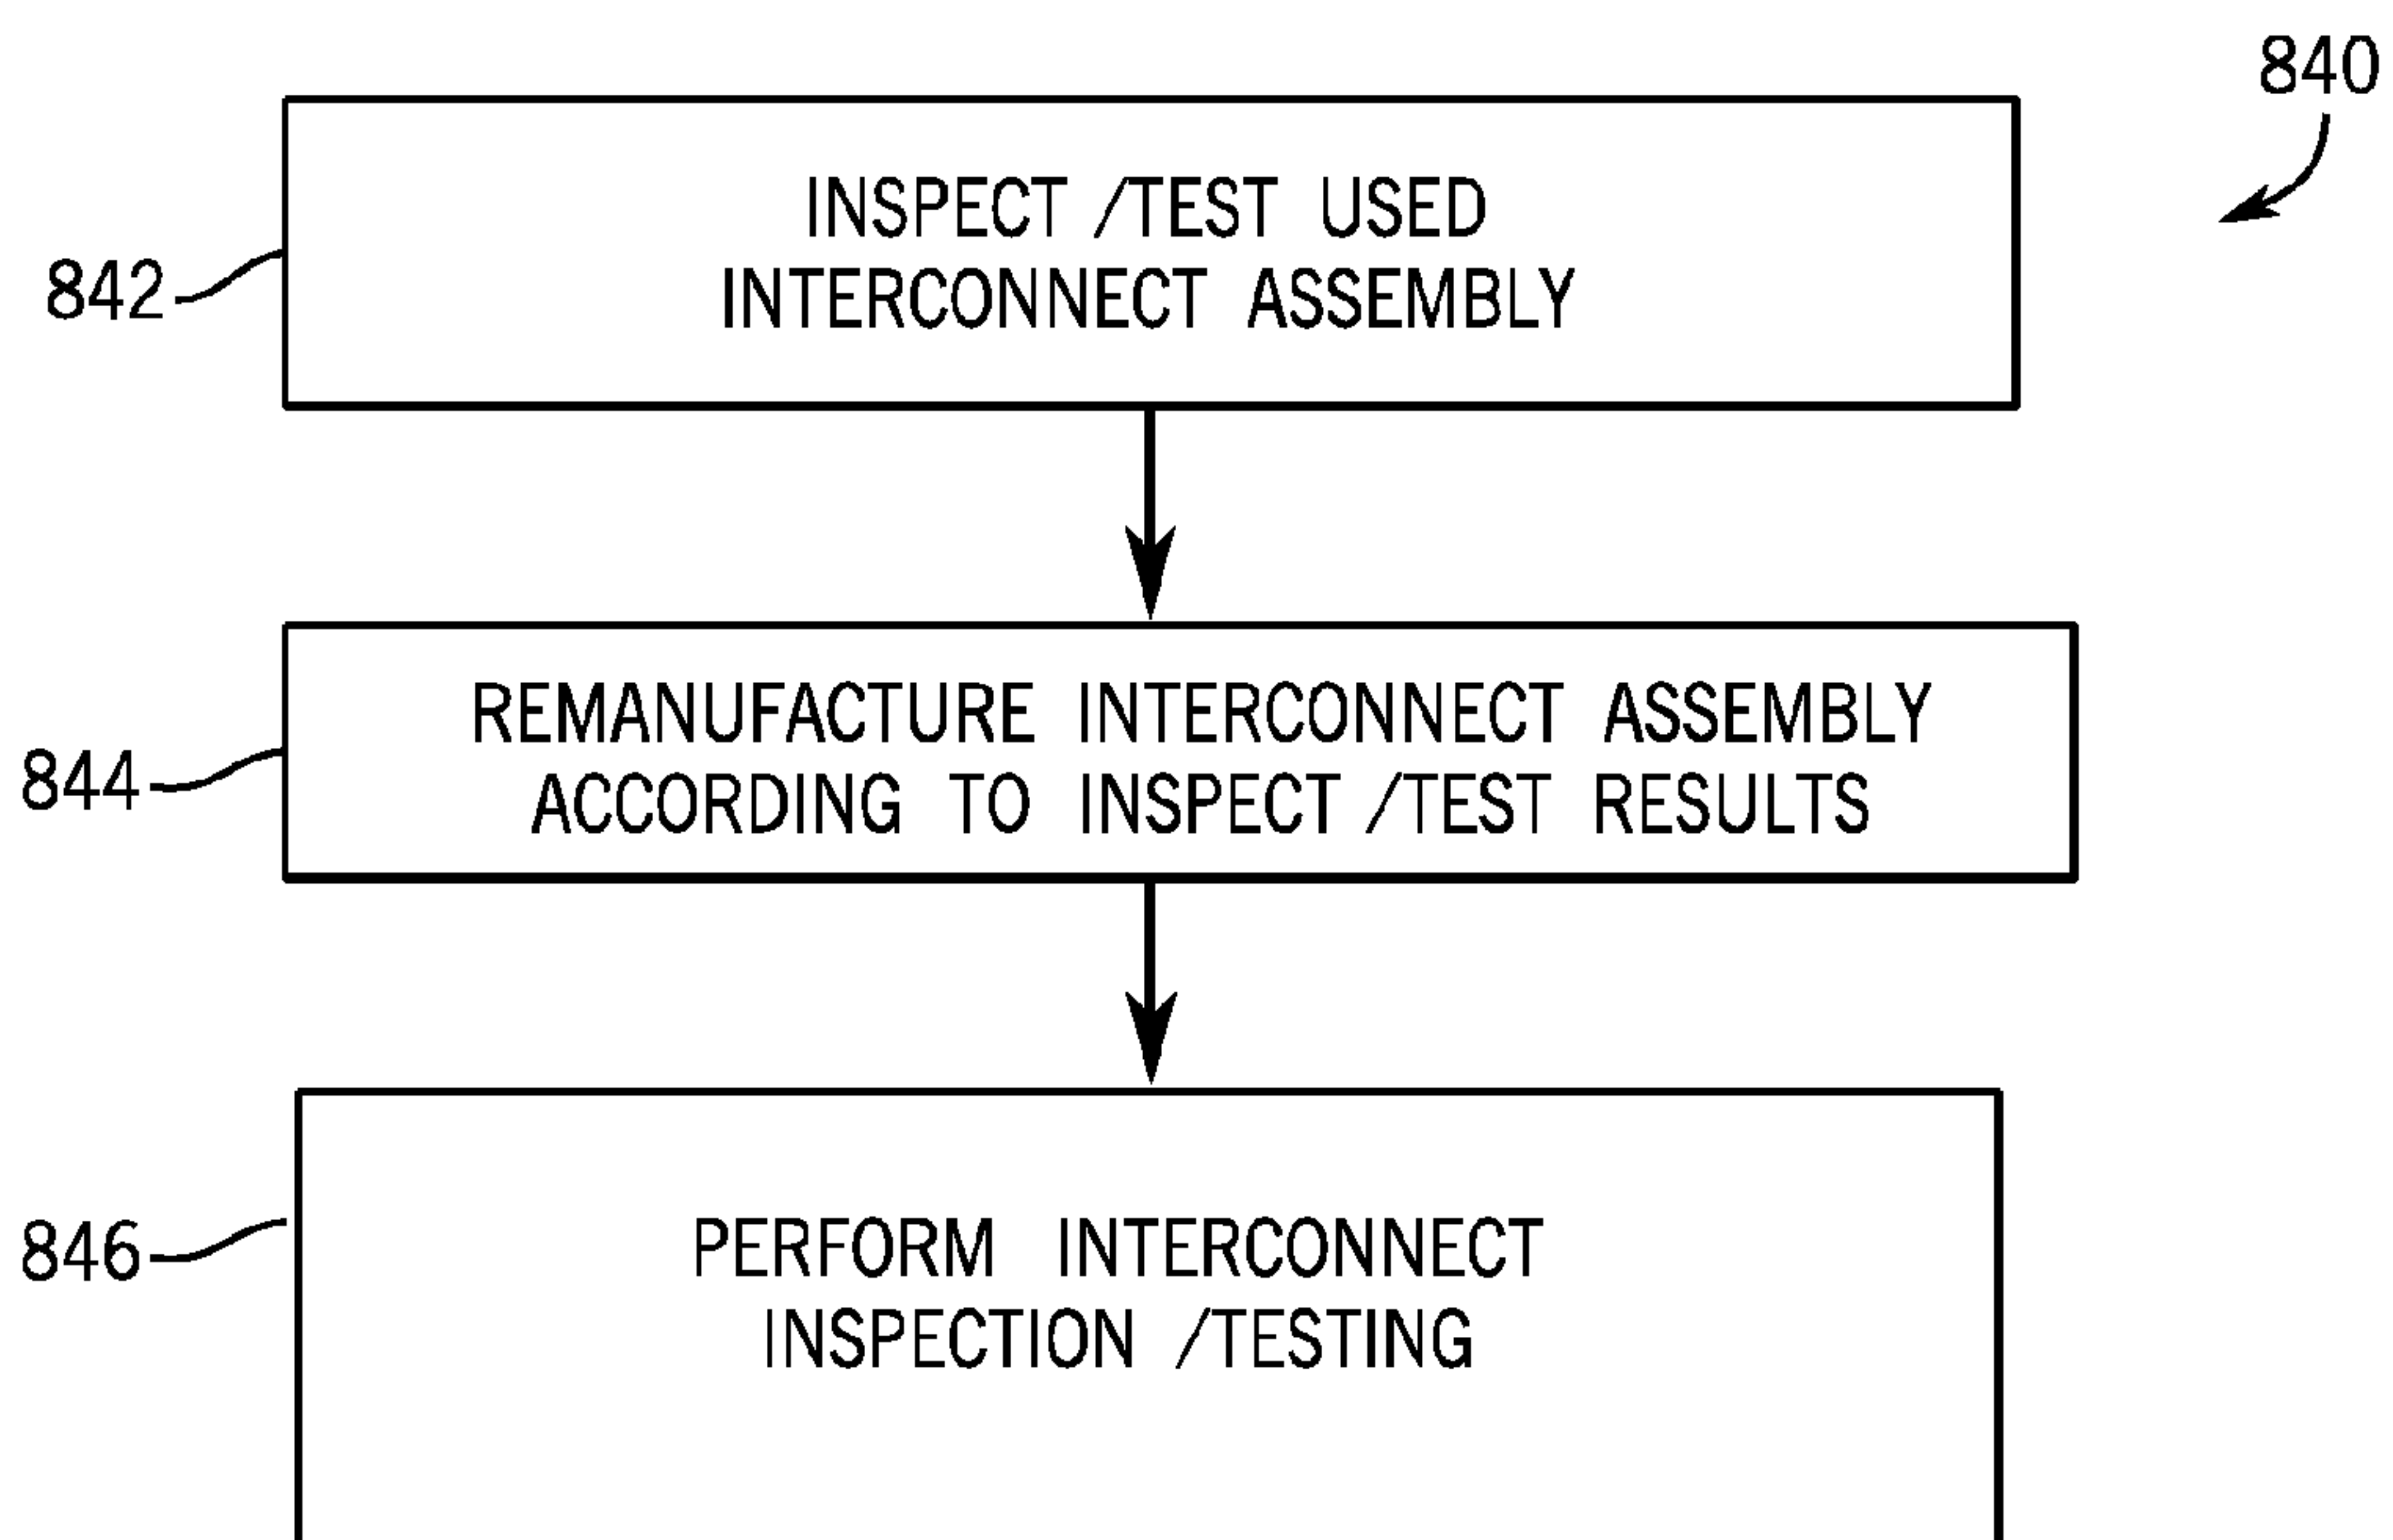 840
INSPECT /TEST USED
INTERCONNECT ASSEMBLY
842
REMANUFACTURE INTERCONNECT ASSEMBLY
ACCORDING TO INSPECT /TEST RESULTS
844
PERFORM INTERCONNECT
INSPECTION /TESTING
846